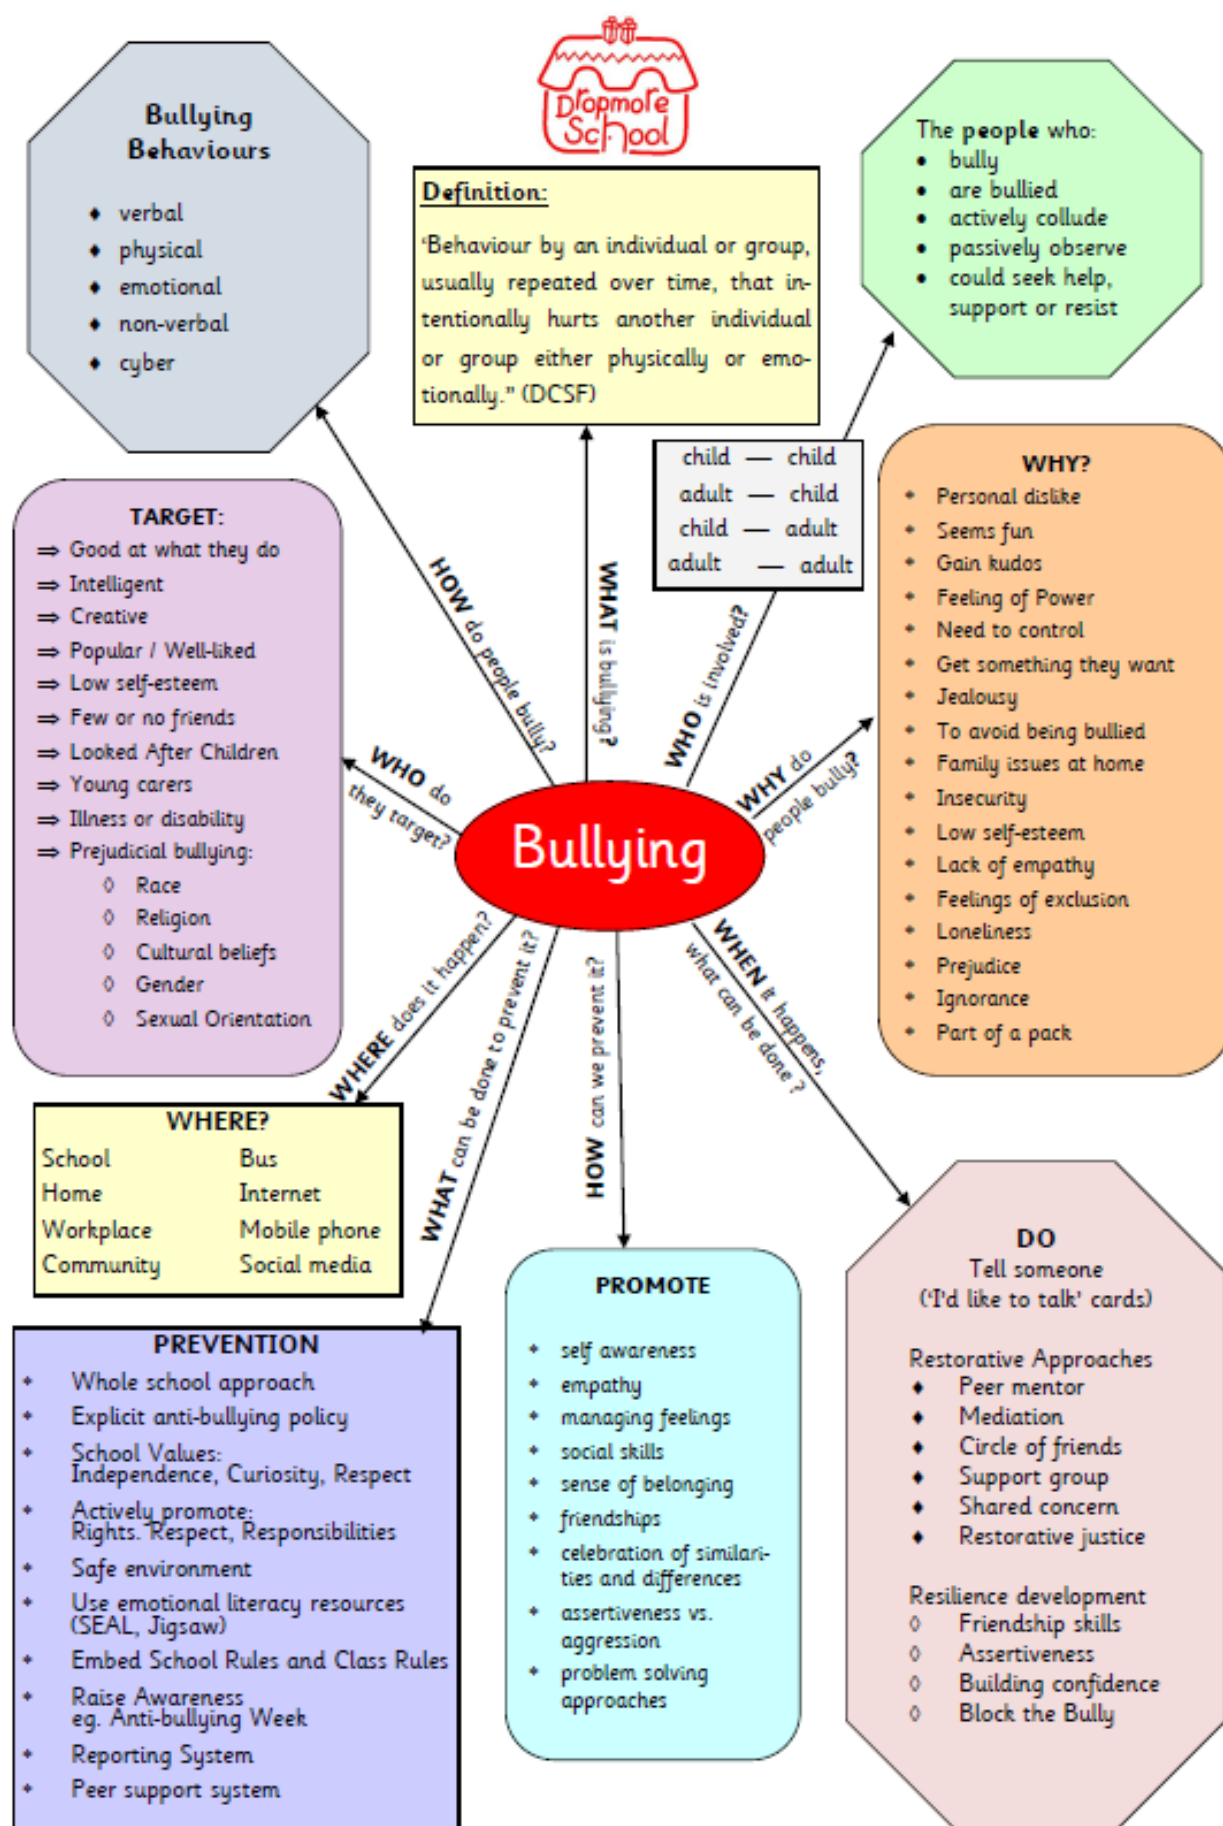 Dropmore
School
Bullying
Behaviours
♦ verbal
♦ physical
♦ emotional
♦ non-verbal
♦ cyber
Definition:
‘Behaviour by an individual or group,
usually repeated over time, that in-
tentionally hurts another individual
or group either physically or emo-
tionally.” (DCSF)
The people who:
• bully
• are bullied
• actively collude
• passively observe
• could seek help,
support or resist
child — child
adult — child
child — adult
adult — adult
TARGET:
⇒ Good at what they do
⇒ Intelligent
⇒ Creative
⇒ Popular / Well-liked
⇒ Low self-esteem
⇒ Few or no friends
⇒ Looked After Children
⇒ Young carers
⇒ Illness or disability
⇒ Prejudicial bullying:
◊ Race
◊ Religion
◊ Cultural beliefs
◊ Gender
◊ Sexual Orientation
WHY?
Personal dislike
Seems fun
Gain kudos
Feeling of Power
Need to control
Get something they want
Jealousy
To avoid being bullied
Family issues at home
Insecurity
Low self-esteem
Lack of empathy
Feelings of exclusion
Loneliness
Prejudice
Ignorance
Part of a pack
HOW do people bully?
WHAT is bullying?
WHO is involved?
WHY do
people bully?
WHO do
they target?
Bullying
WHERE does it happen?
WHAT can be done to prevent it?
HOW can we prevent it?
WHEN it happens,
what can be done ?
WHERE?
School Bus
Home Internet
Workplace Mobile phone
Community Social media
PREVENTION
Whole school approach
Explicit anti-bullying policy
School Values:
Independence, Curiosity, Respect
Actively promote:
Rights. Respect, Responsibilities
Safe environment
Use emotional literacy resources
(SEAL, Jigsaw)
Embed School Rules and Class Rules
Raise Awareness
eg. Anti-bullying Week
Reporting System
Peer support system
PROMOTE
self awareness
empathy
managing feelings
social skills
sense of belonging
friendships
celebration of similari-
ties and differences
assertiveness vs.
aggression
problem solving
approaches
DO
Tell someone
(‘I'd like to talk’ cards)
Restorative Approaches
♦ Peer mentor
♦ Mediation
♦ Circle of friends
♦ Support group
♦ Shared concern
♦ Restorative justice
Resilience development
◊ Friendship skills
◊ Assertiveness
◊ Building confidence
◊ Block the Bully